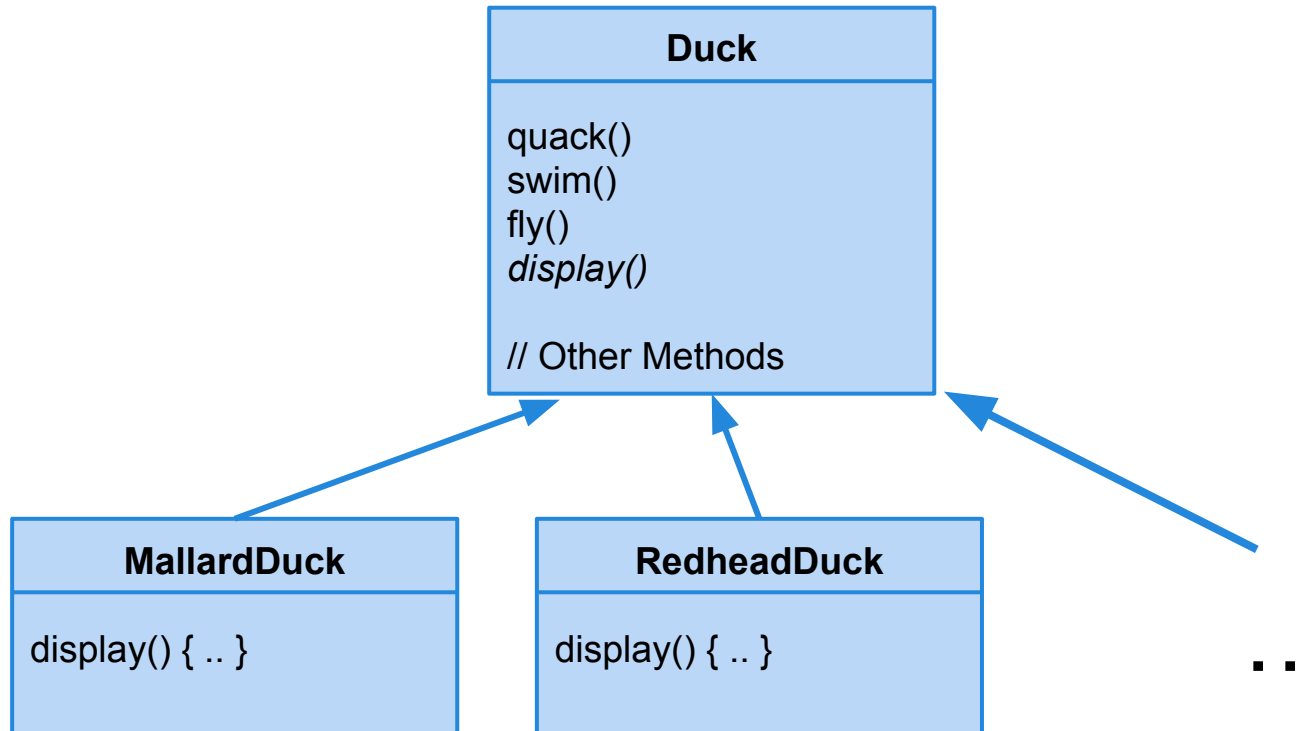 Duck
quack()
swim()
fly()
display()
// Other Methods
MallardDuck
display() { .. }
RedheadDuck
display() { .. }
. .